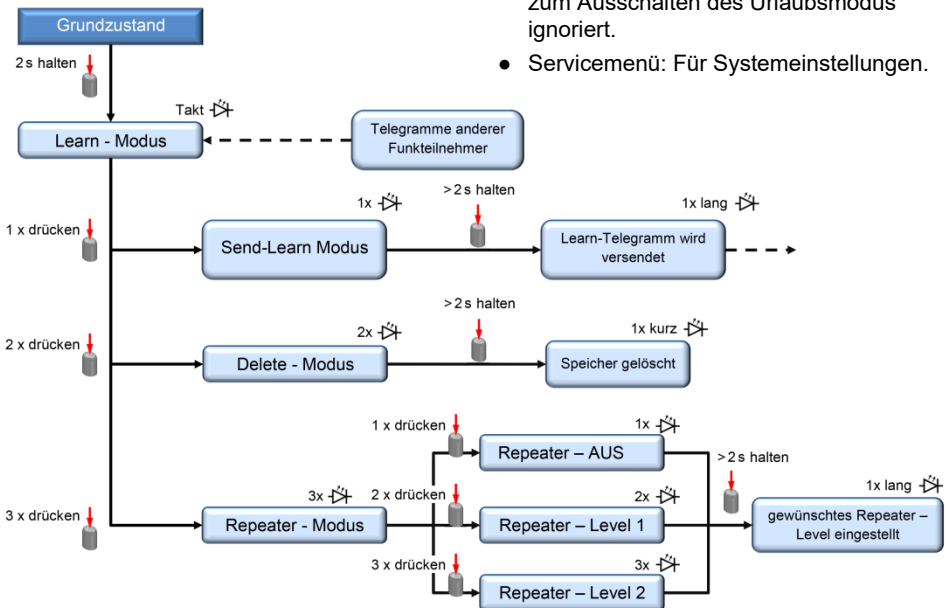 zum Ausschalten des Urlaubsmodus
ignoriert.
● Servicemenü: Für Systemeinstellungen.
Grundzustand
2 s halten
Takt
Learn - Modus
Telegramme anderer
Funkteilnehmer
1 x drücken
1x
Send-Learn Modus
>2 s halten
1x lang
Learn-Telegramm wird
versendet
2 x drücken
2x
Delete - Modus
>2 s halten
1x kurz
Speicher gelöscht
3 x drücken
3x
Repeater - Modus
1 x drücken
1x
Repeater – AUS
2 x drücken
2x
Repeater – Level 1
3 x drücken
3x
Repeater – Level 2
>2 s halten
1x lang
gewünschtes Repeater –
Level eingestellt